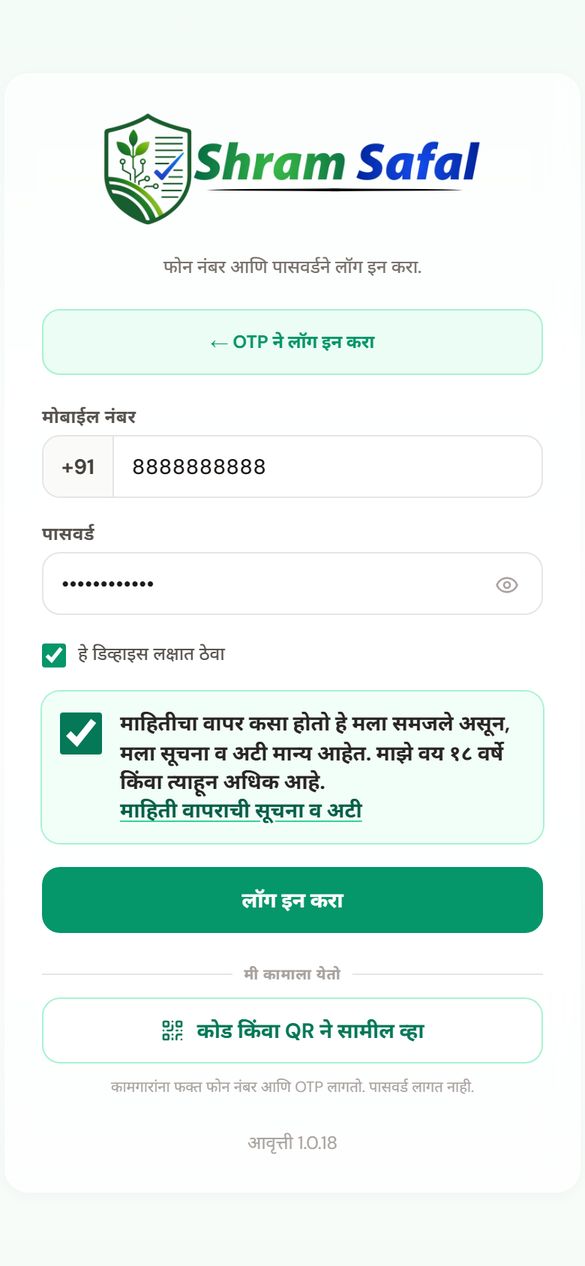 Shram Safal
फोन नंबर आणि पासवर्डने लॉग इन करा.
← OTP ने लॉग इन करा
मोबाईल नंबर
+91 8888888888
पासवर्ड
••••••••••••
हे डिव्हाइस लक्षात ठेवा
माहितीचा वापर कसा होतो हे मला समजले असून,
मला सूचना व अटी मान्य आहेत. माझे वय १८ वर्षे
किंवा त्याहून अधिक आहे.
माहिती वापराची सूचना व अटी
लॉग इन करा
मी कामाला येतो
कोड किंवा QR ने सामील व्हा
कामगारांना फक्त फोन नंबर आणि OTP लागतो. पासवर्ड लागत नाही.
आवृत्ती 1.0.18